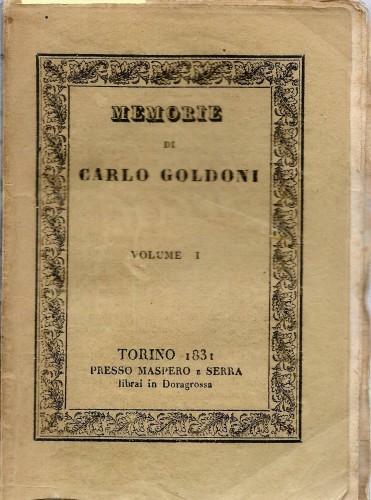 MEMORIE
DI
CARLO GOLDONI
VOLUME I
TORINO 1831
PRESSO MASPERO E SERRA
librai in Doragrossa